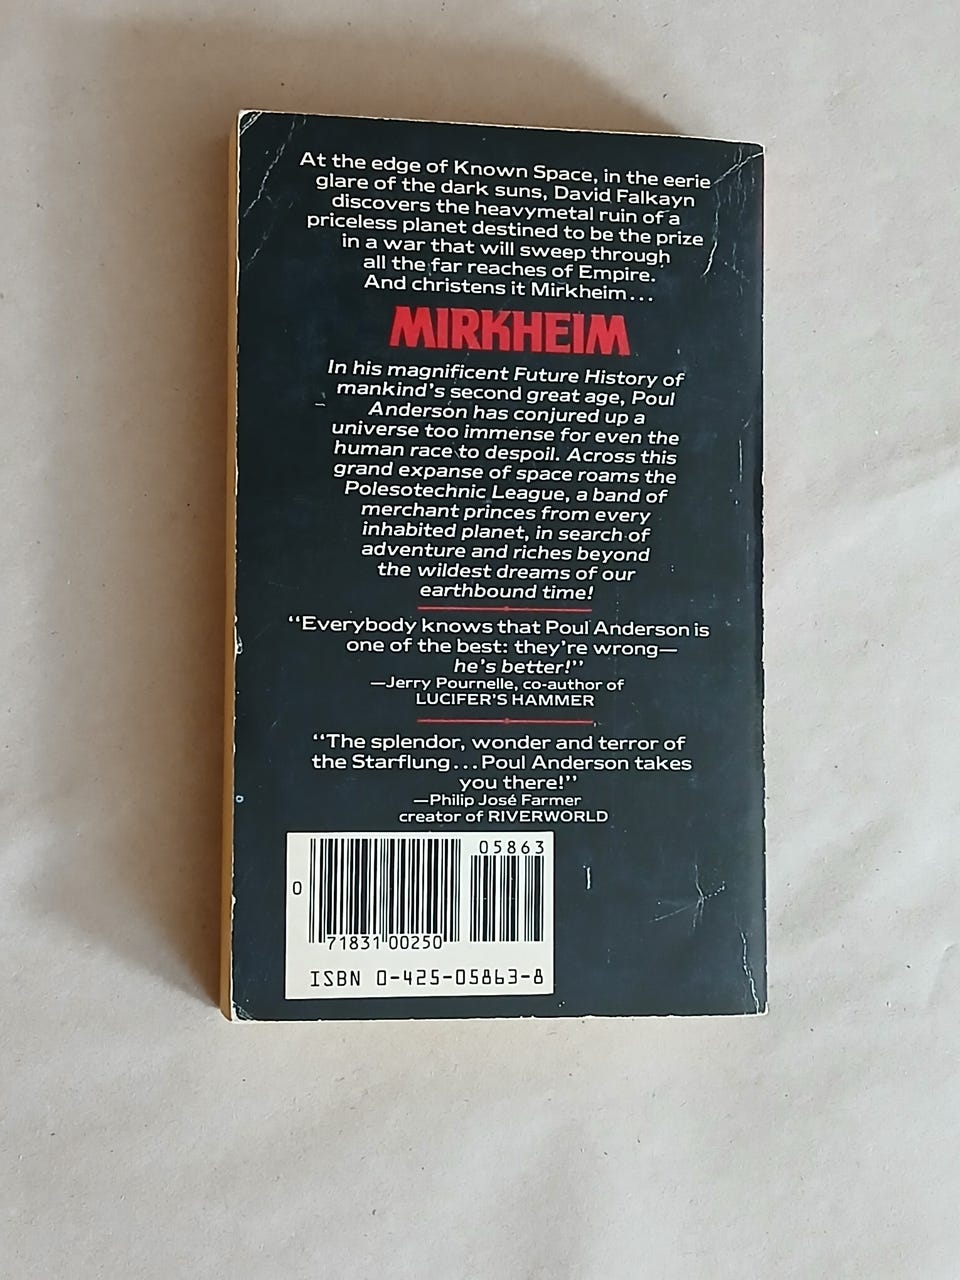 At the edge of Known Space, in the eerie
glare of the dark suns, David Falkayn
discovers the heavymetal ruin of a
priceless planet destined to be the prize
in a war that will sweep through
all the far reaches of Empire.
And christens it Mirkheim...
MIRKHEIM
In his magnificent Future History of
mankind's second great age, Poul
Anderson has conjured up a
universe too immense for even the
human race to despoil. Across this
grand expanse of space roams the
Polesotechnic League, a band of
merchant princes from every
inhabited planet, in search of
adventure and riches beyond
the wildest dreams of our
earthbound time!
"Everybody knows that Poul Anderson is
one of the best: they're wrong—
he's better!"
—Jerry Pournelle, co-author of
LUCIFER'S HAMMER
"The splendor, wonder and terror of
the Starflung...Poul Anderson takes
you there!"
—Philip José Farmer
creator of RIVERWORLD
05863
0
71831 00250
ISBN 0-425-05863-8